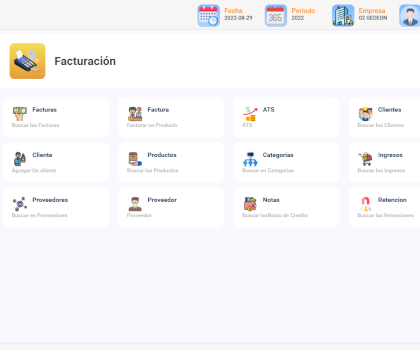 Fecha
2022-08-29
Periodo
2022
Empresa
02 GEDEON
365
Facturación
Facturas
Buscar las Facturas
Factura
Facturar un Producto
ATS
ATS
Clientes
Buscar los Clientes
Cliente
Agregar Un cliente
Productos
Buscar los Productos
Categorias
Buscar en Categorias
Ingresos
Buscar los Ingresos
Proveedores
Buscar en Proveedores
Proveedor
Proveedor
Notas
Buscar losNotas de Credito
Retencion
Buscar las Retenciones